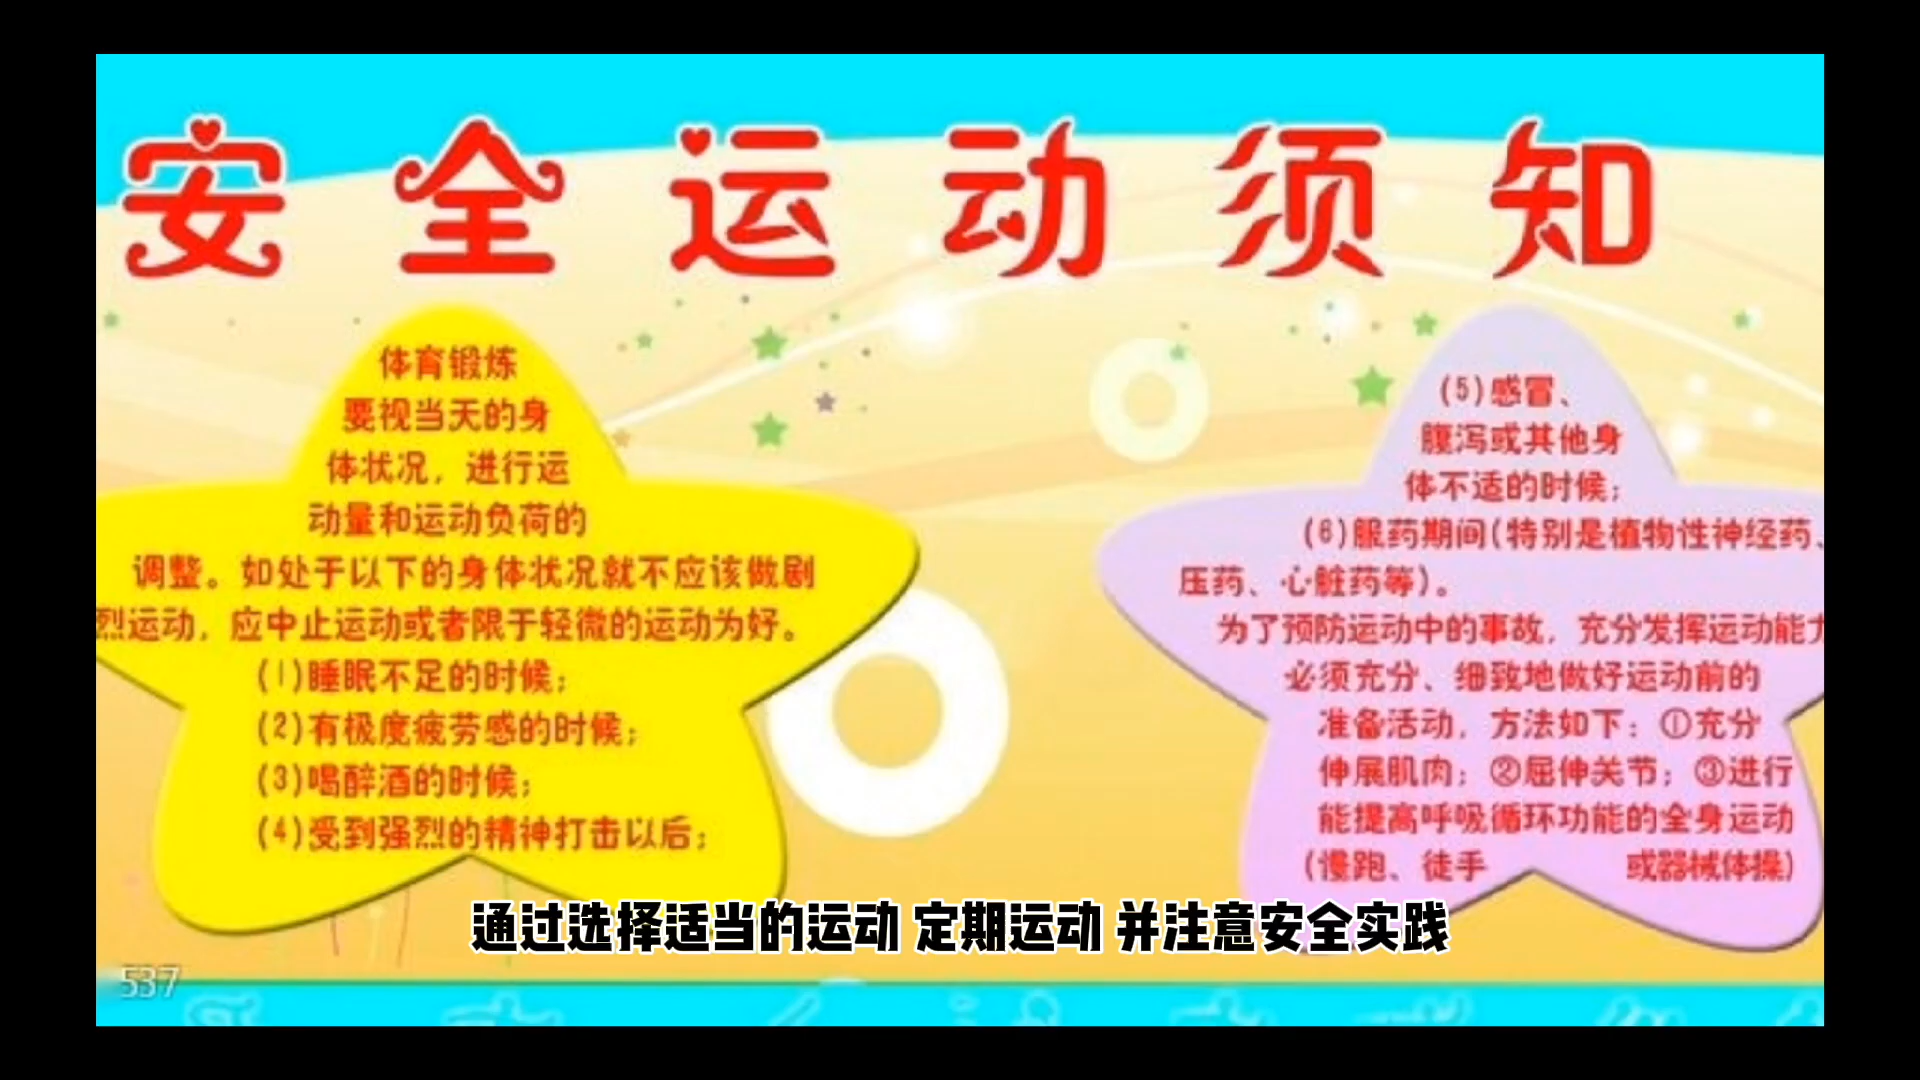 安全运动须知
体育锻炼
要视当天的身
体状况，进行运
动量和运动负荷的
调整。如处于以下的身体状况就不应该做剧
烈运动，应中止运动或者限于轻微的运动为好。
(1)睡眠不足的时候；
(2)有极度疲劳感的时候；
(3)喝醉酒的时候；
(4)受到强烈的精神打击以后；
(5)感冒、
腹泻或其他身
体不适的时候；
(6)服药期间(特别是植物性神经药、
压药、心脏药等)。
为了预防运动中的事故，充分发挥运动能力
必须充分、细致地做好运动前的
准备活动，方法如下：①充分
伸展肌肉；②屈伸关节；③进行
能提高呼吸循环功能的全身运动
(慢跑、徒手 或器械体操)
通过选择适当的运动 定期运动 并注意安全实践
537